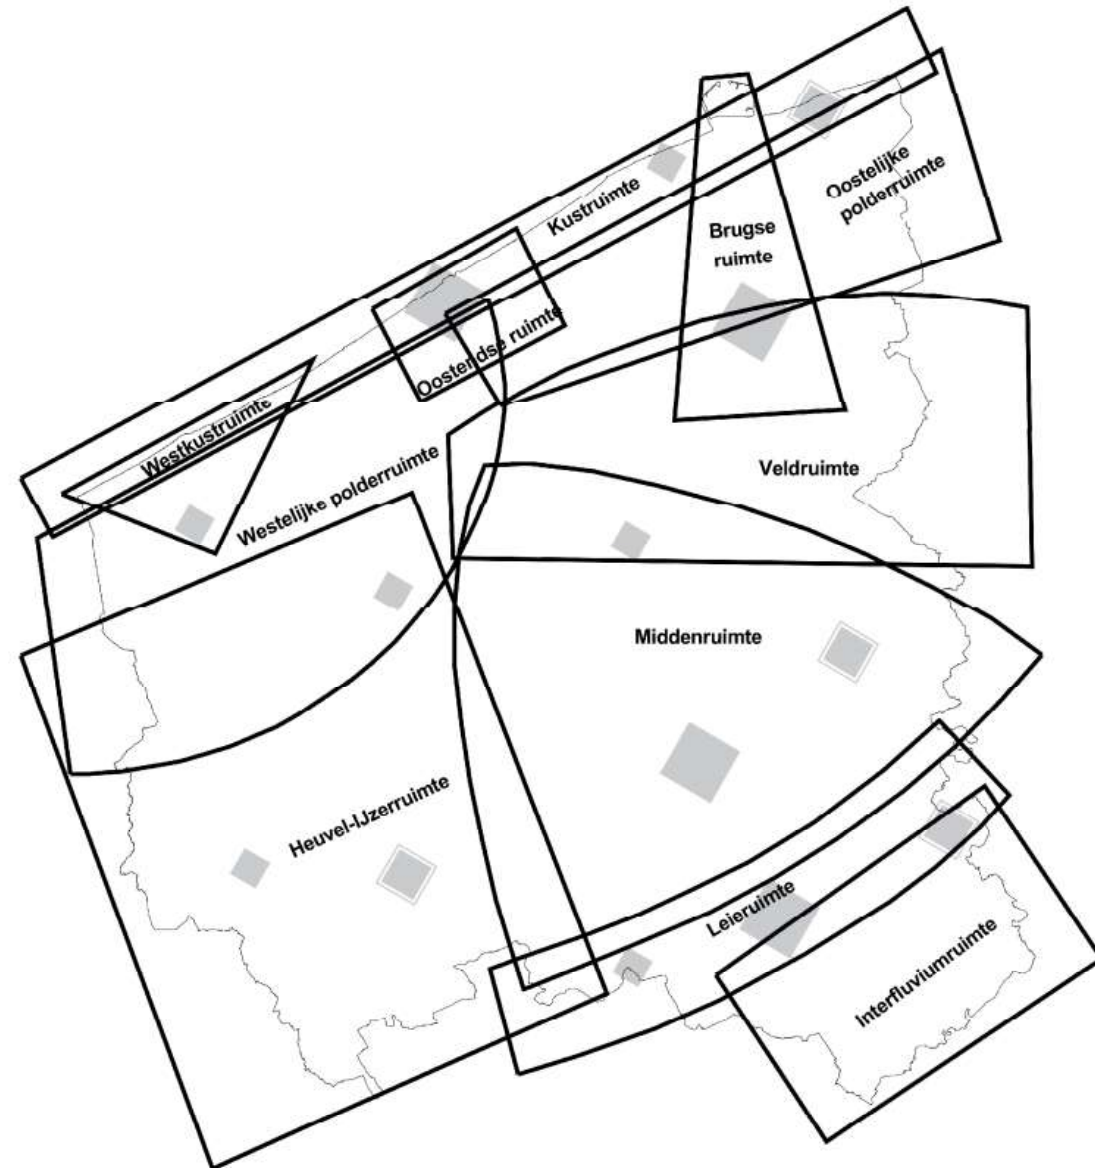 Oostelijke
polderruimte
Kustruimte
Brugse
ruimte
Oostendse ruimte
Westkustruimte
Westelijke polderruimte
Veldruimte
Middenruimte
Heuvel-IJzerruimte
Leieruimte
Interfluviumruimte